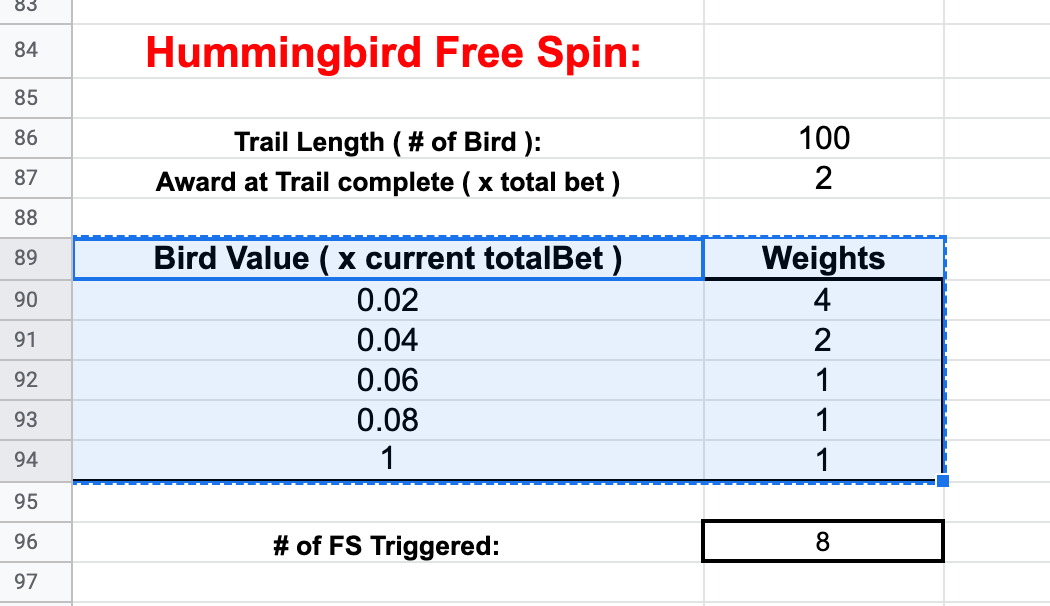 83
84 Hummingbird Free Spin:
85
86 Trail Length ( # of Bird ): 100
87 Award at Trail complete ( x total bet ) 2
88
89 Bird Value ( x current totalBet ) Weights
90 0.02 4
91 0.04 2
92 0.06 1
93 0.08 1
94 1 1
95
96 # of FS Triggered: 8
97